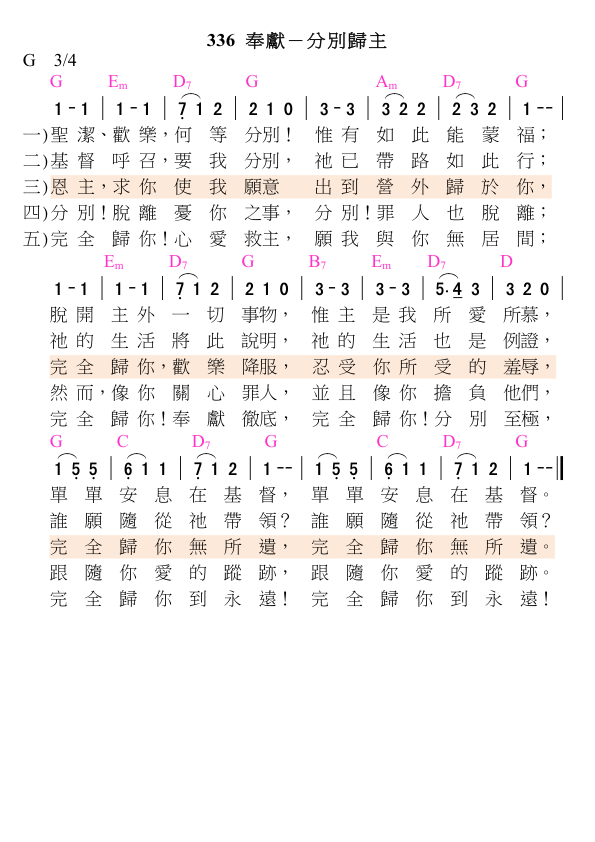 336 奉獻－分別歸主
G 3/4
G Em D7 G Am D7 G
1 - 1 | 1 - 1 | 7̣ 1 2 | 2 1 0 | 3 - 3 | 3 2 2 | 2 3 2 | 1 - - |
一)聖潔、歡樂，何等分別！惟有如此能蒙福；
二)基督呼召，要我分別，祂已帶路如此行；
三)恩主，求你使我願意出到營外歸於你，
四)分別！脫離憂你之事，分別！罪人也脫離；
五)完全歸你！心愛救主，願我與你無居間；
Em D7 G B7 Em D7 D
1 - 1 | 1 - 1 | 7̣ 1 2 | 2 1 0 | 3 - 3 | 3 - 3 | 5̣· 4̣ 3 | 3 2 0 |
脫開主外一切事物，惟主是我所愛所慕，
祂的生活將此說明，祂的生活也是例證，
完全歸你，歡樂降服，忍受你所受的羞辱，
然而，像你關心罪人，並且像你擔負他們，
完全歸你！奉獻徹底，完全歸你！分別至極，
G C D7 G C D7 G
1 5̣ 5̣ | 6̣ 1 1 | 7̣ 1 2 | 1 - - | 1 5̣ 5̣ | 6̣ 1 1 | 7̣ 1 2 | 1 - - ‖
單單安息在基督，單單安息在基督。
誰願隨從祂帶領？誰願隨從祂帶領？
完全歸你無所遺，完全歸你無所遺。
跟隨你愛的蹤跡，跟隨你愛的蹤跡。
完全歸你到永遠！完全歸你到永遠！